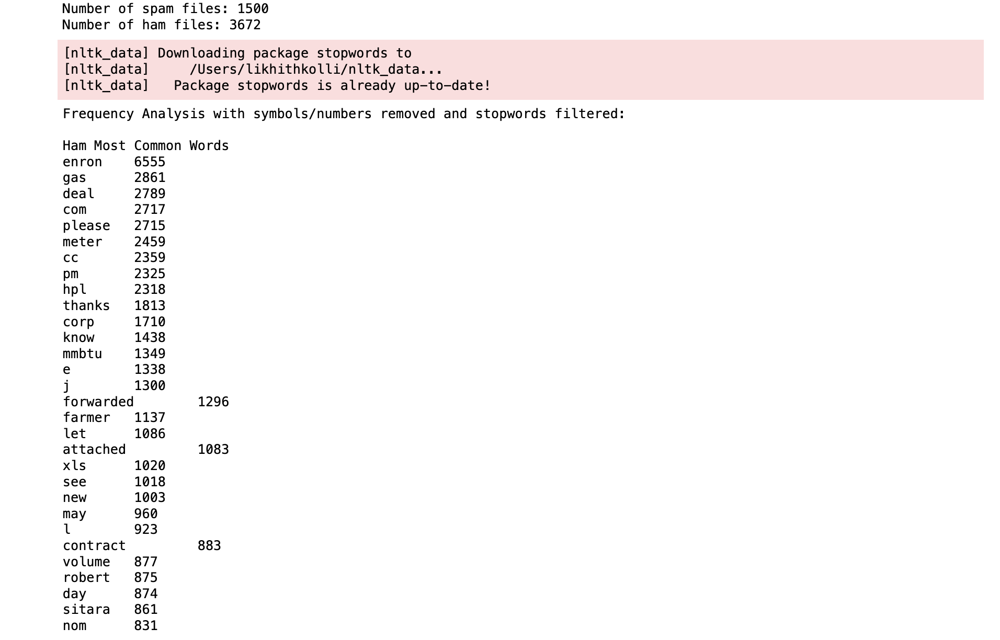 Number of spam files: 1500
Number of ham files: 3672
[nltk_data] Downloading package stopwords to
[nltk_data]     /Users/likhithkolli/nltk_data...
[nltk_data]   Package stopwords is already up-to-date!
Frequency Analysis with symbols/numbers removed and stopwords filtered:
Ham Most Common Words
enron    6555
gas      2861
deal     2789
com      2717
please   2715
meter    2459
cc       2359
pm       2325
hpl      2318
thanks   1813
corp     1710
know     1438
mmbtu    1349
e        1338
j        1300
forwarded        1296
farmer   1137
let      1086
attached         1083
xls      1020
see      1018
new      1003
may      960
l        923
contract         883
volume   877
robert   875
day      874
sitara   861
nom      831